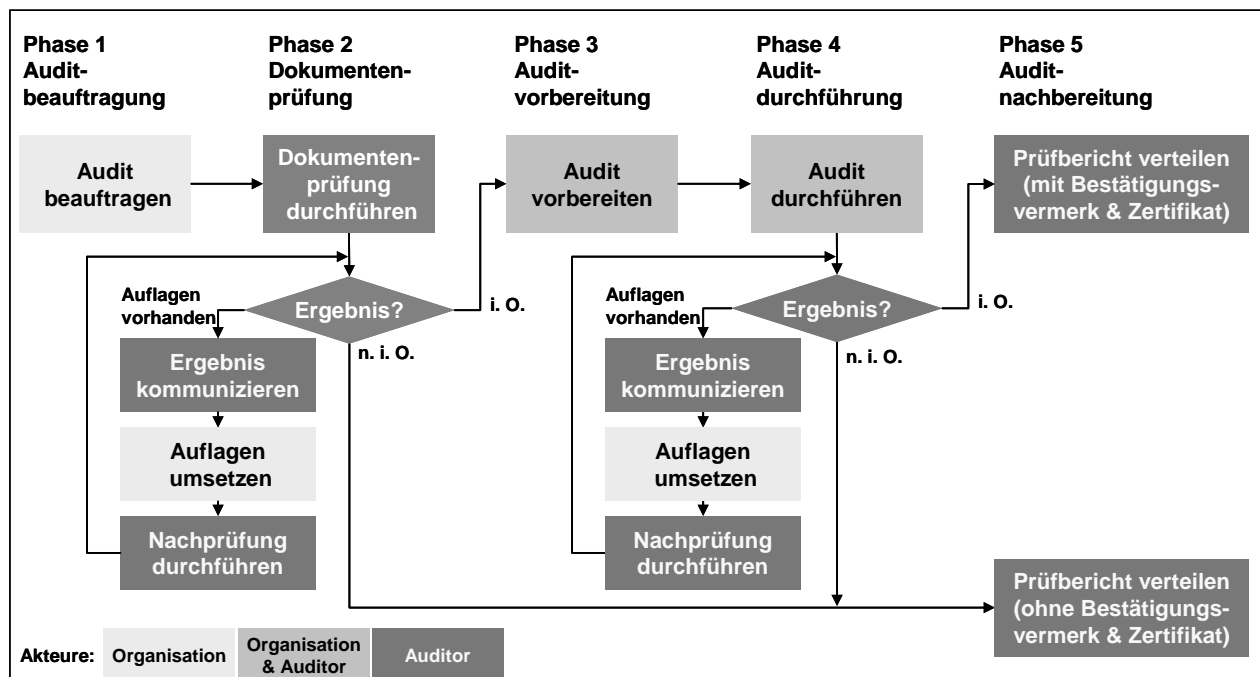 Phase 1
Audit-
beauftragung
Phase 2
Dokumenten-
prüfung
Phase 3
Audit-
vorbereitung
Phase 4
Audit-
durchführung
Phase 5
Audit-
nachbereitung
Audit
beauftragen
Dokumenten-
prüfung
durchführen
Audit
vorbereiten
Audit
durchführen
Prüfbericht verteilen
(mit Bestätigungs-
vermerk & Zertifikat)
Auflagen
vorhanden
Ergebnis?
i. O.
n. i. O.
Ergebnis
kommunizieren
Auflagen
umsetzen
Nachprüfung
durchführen
Auflagen
vorhanden
Ergebnis?
i. O.
n. i. O.
Ergebnis
kommunizieren
Auflagen
umsetzen
Nachprüfung
durchführen
Prüfbericht verteilen
(ohne Bestätigungs-
vermerk & Zertifikat)
Akteure:
Organisation
Organisation
& Auditor
Auditor